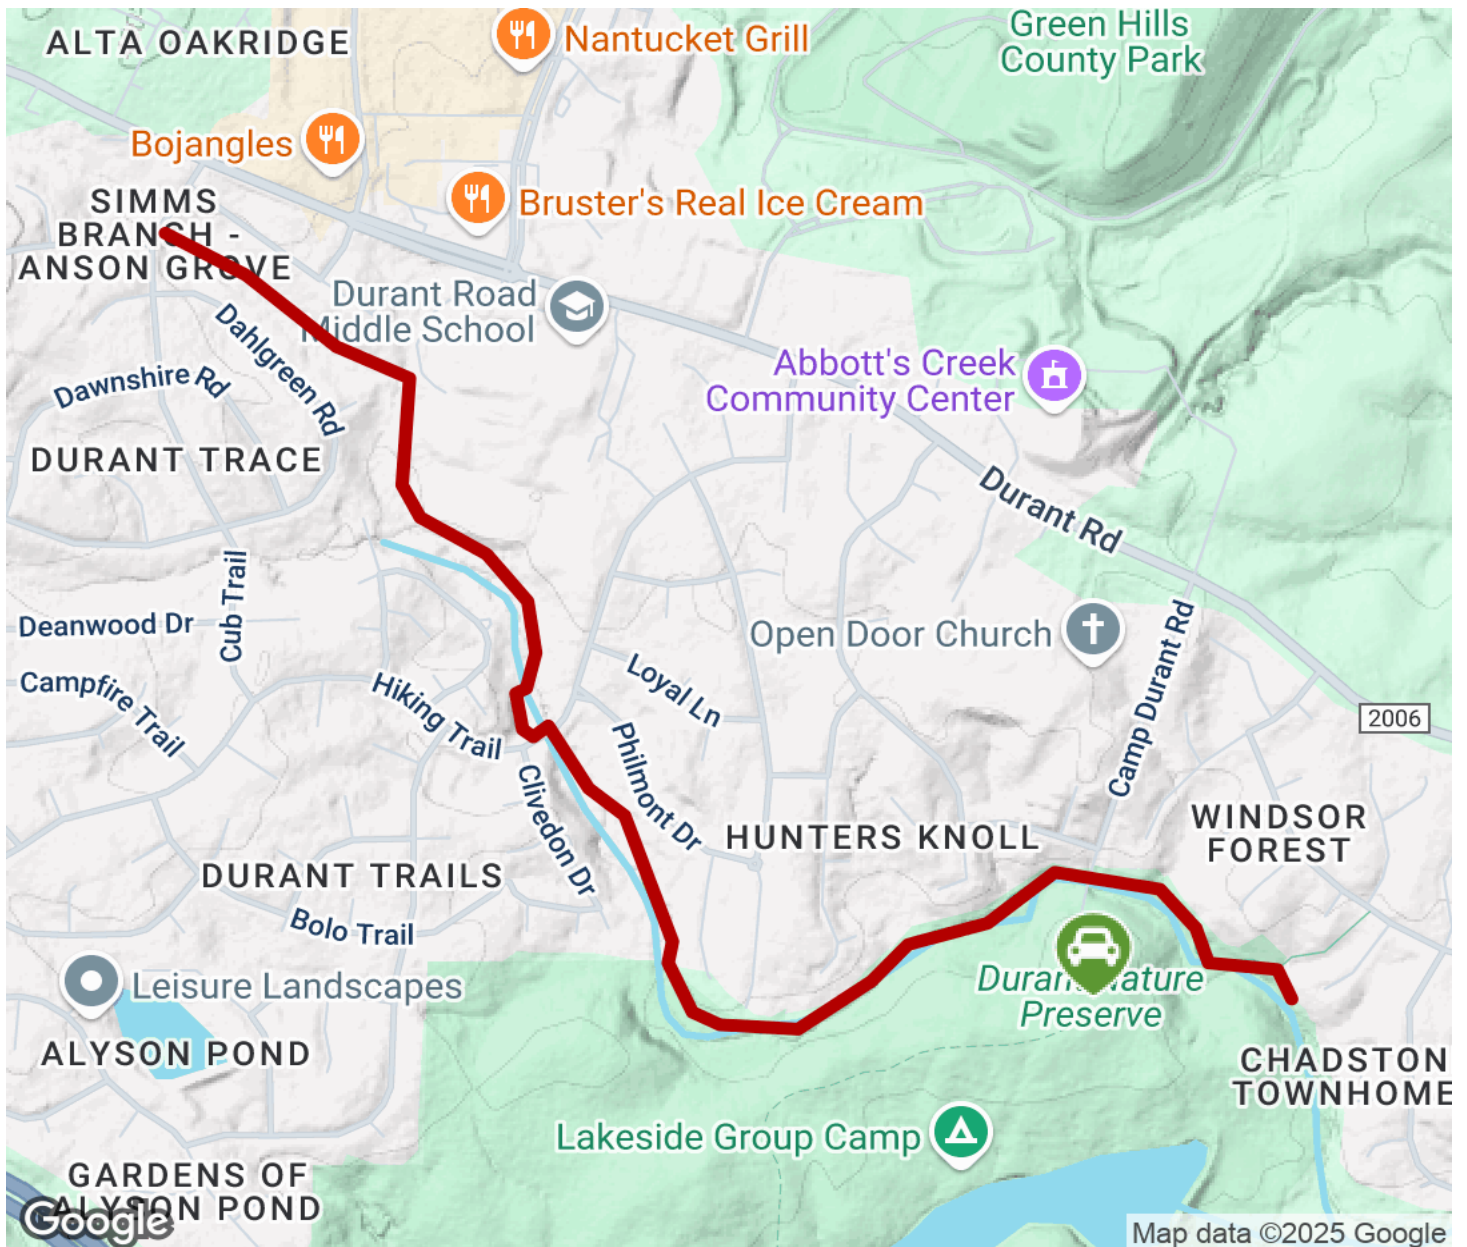 ALTA OAKRIDGE
Nantucket Grill
Green Hills
County Park
Bojangles
Bruster's Real Ice Cream
SIMMS
BRANCH -
ANSON GROVE
Durant Road
Middle School
Dahlgreen Rd
Dawnshire Rd
Abbott's Creek
Community Center
DURANT TRACE
Durant Rd
Cub Trail
Deanwood Dr
Open Door Church
Camp Durant Rd
Campfire Trail
Hiking Trail
Loyal Ln
2006
Philmont Dr
Clivedon Dr
HUNTERS KNOLL
WINDSOR
FOREST
DURANT TRAILS
Bolo Trail
Leisure Landscapes
Durant Nature
Preserve
ALYSON POND
CHADSTON
TOWNHOME
Lakeside Group Camp
GARDENS OF
ALYSON POND
Google
Map data ©2025 Google